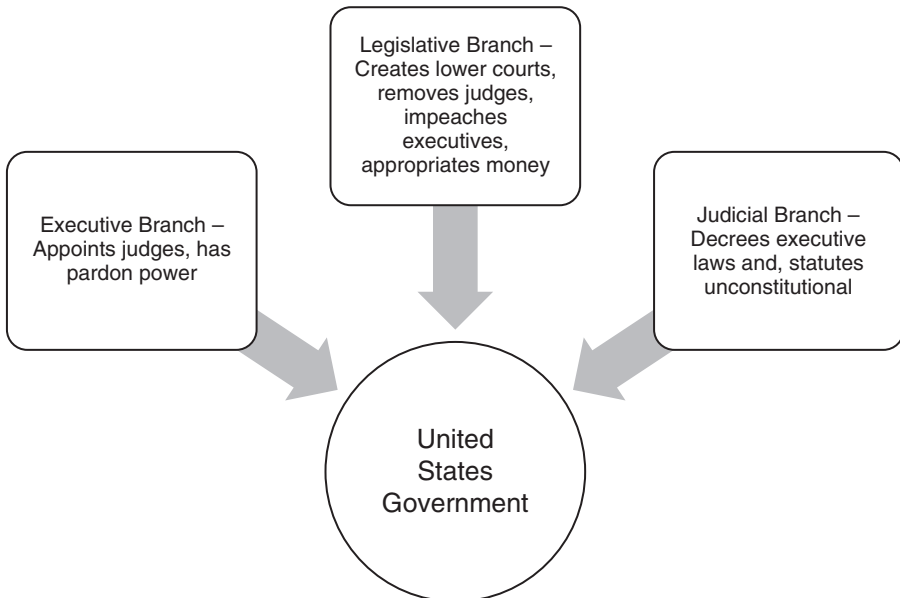 Legislative Branch –
Creates lower courts,
removes judges,
impeaches
executives,
appropriates money
Executive Branch –
Appoints judges, has
pardon power
Judicial Branch –
Decrees executive
laws and, statutes
unconstitutional
United
States
Government